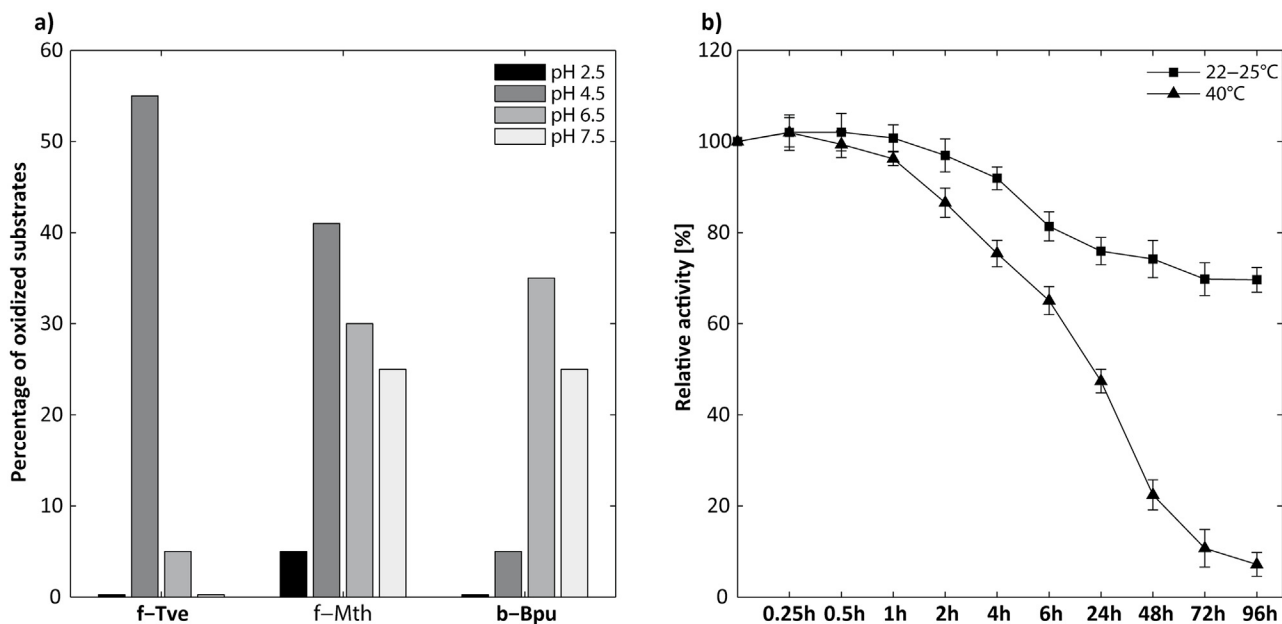 a)
Percentage of oxidized substrates
60
50
40
30
20
10
0
pH 2.5
pH 4.5
pH 6.5
pH 7.5
f–Tve
f–Mth
b–Bpu
b)
Relative activity [%]
120
100
80
60
40
20
0
22–25°C
40°C
0.25h
0.5h
1h
2h
4h
6h
24h
48h
72h
96h